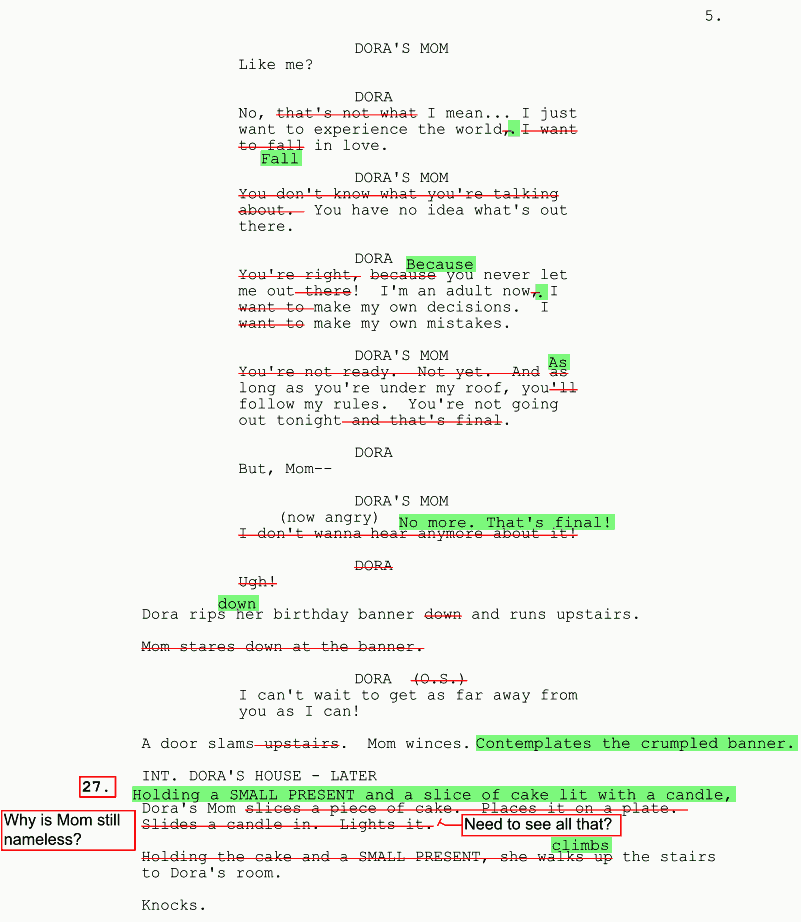 5.
DORA'S MOM
Like me?
DORA
No, that's not what I mean... I just
want to experience the world,. I want
to fall in love.
Fall
DORA'S MOM
You don't know what you're talking
about. You have no idea what's out
there.
DORA
Because
You're right, because you never let
me out there! I'm an adult now,. I
want to make my own decisions. I
want to make my own mistakes.
DORA'S MOM
As
You're not ready. Not yet. And as
long as you're under my roof, you'll
follow my rules. You're not going
out tonight and that's final.
DORA
But, Mom--
DORA'S MOM
(now angry)
No more. That's final!
I don't wanna hear anymore about it!
DORA
Ugh!
down
Dora rips her birthday banner down and runs upstairs.
Mom stares down at the banner.
DORA (O.S.)
I can't wait to get as far away from
you as I can!
A door slams upstairs. Mom winces. Contemplates the crumpled banner.
INT. DORA'S HOUSE - LATER
27.
Holding a SMALL PRESENT and a slice of cake lit with a candle,
Dora's Mom slices a piece of cake. Places it on a plate.
Slides a candle in. Lights it.
Need to see all that?
Why is Mom still
nameless?
climbs
Holding the cake and a SMALL PRESENT, she walks up the stairs
to Dora's room.
Knocks.